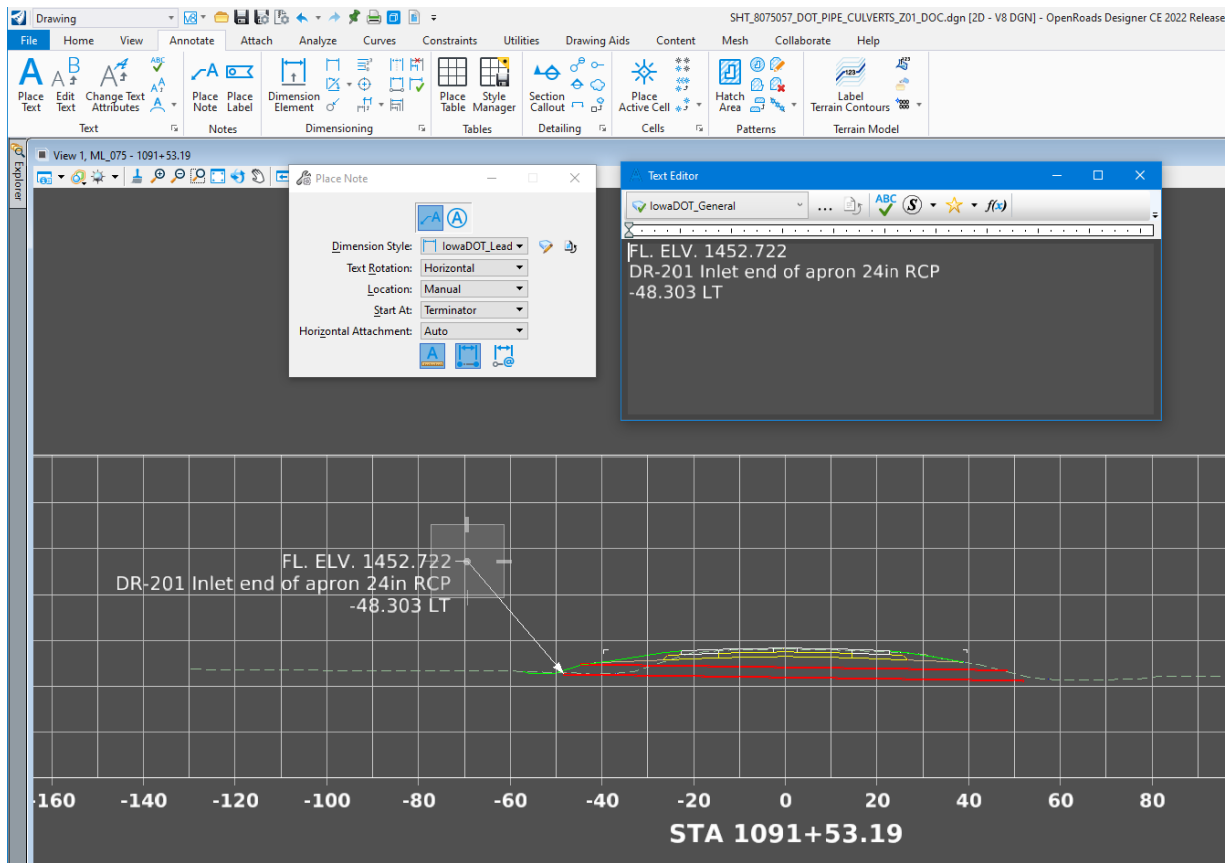 Drawing
SHT_8075057_DOT_PIPE_CULVERTS_Z01_DOC.dgn [2D - V8 DGN] - OpenRoads Designer CE 2022 Release
File Home View Annotate Attach Analyze Curves Constraints Utilities Drawing Aids Content Mesh Collaborate Help
Place Text
Edit Text
Change Text Attributes
ABC
Place Note
Place Label
Dimension Element
Place Table
Style Manager
Section Callout
Place Active Cell
Hatch Area
Label Terrain Contours
Text Notes Dimensioning Tables Detailing Cells Patterns Terrain Model
Explorer
View 1, ML_075 - 1091+53.19
Place Note
Dimension Style: IowaDOT_Lead
Text Rotation: Horizontal
Location: Manual
Start At: Terminator
Horizontal Attachment: Auto
Text Editor
IowaDOT_General ... ABC S f(x)
FL. ELV. 1452.722
DR-201 Inlet end of apron 24in RCP
-48.303 LT
FL. ELV. 1452.722
DR-201 Inlet end of apron 24in RCP
-48.303 LT
-160 -140 -120 -100 -80 -60 -40 -20 0 20 40 60 80
STA 1091+53.19